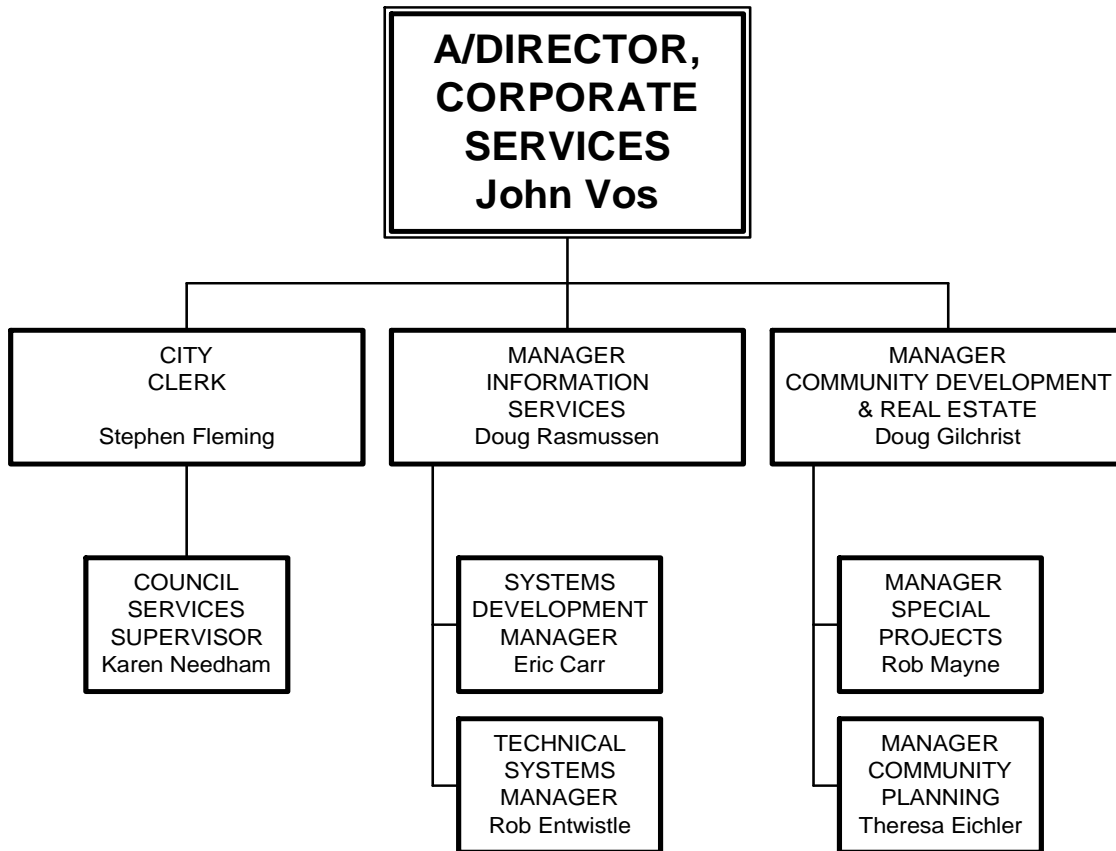 A/DIRECTOR,
CORPORATE
SERVICES
John Vos
CITY
CLERK
Stephen Fleming
MANAGER
INFORMATION
SERVICES
Doug Rasmussen
MANAGER
COMMUNITY DEVELOPMENT
& REAL ESTATE
Doug Gilchrist
COUNCIL
SERVICES
SUPERVISOR
Karen Needham
SYSTEMS
DEVELOPMENT
MANAGER
Eric Carr
MANAGER
SPECIAL
PROJECTS
Rob Mayne
TECHNICAL
SYSTEMS
MANAGER
Rob Entwistle
MANAGER
COMMUNITY
PLANNING
Theresa Eichler